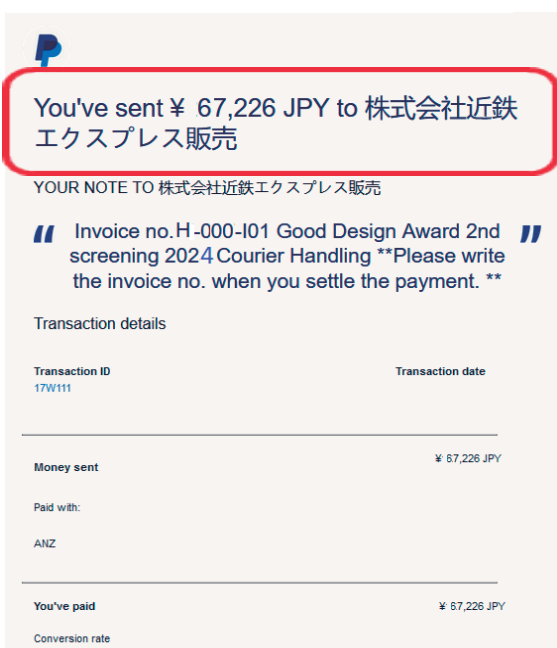 You've sent ¥ 67,226 JPY to 株式会社近鉄
エクスプレス販売
YOUR NOTE TO 株式会社近鉄エクスプレス販売
“ Invoice no.H-000-I01 Good Design Award 2nd ”
screening 2024 Courier Handling **Please write
the invoice no. when you settle the payment. **
Transaction details
Transaction ID Transaction date
17W111
¥ 67,226 JPY
Money sent
Paid with:
ANZ
You've paid ¥ 67,226 JPY
Conversion rate